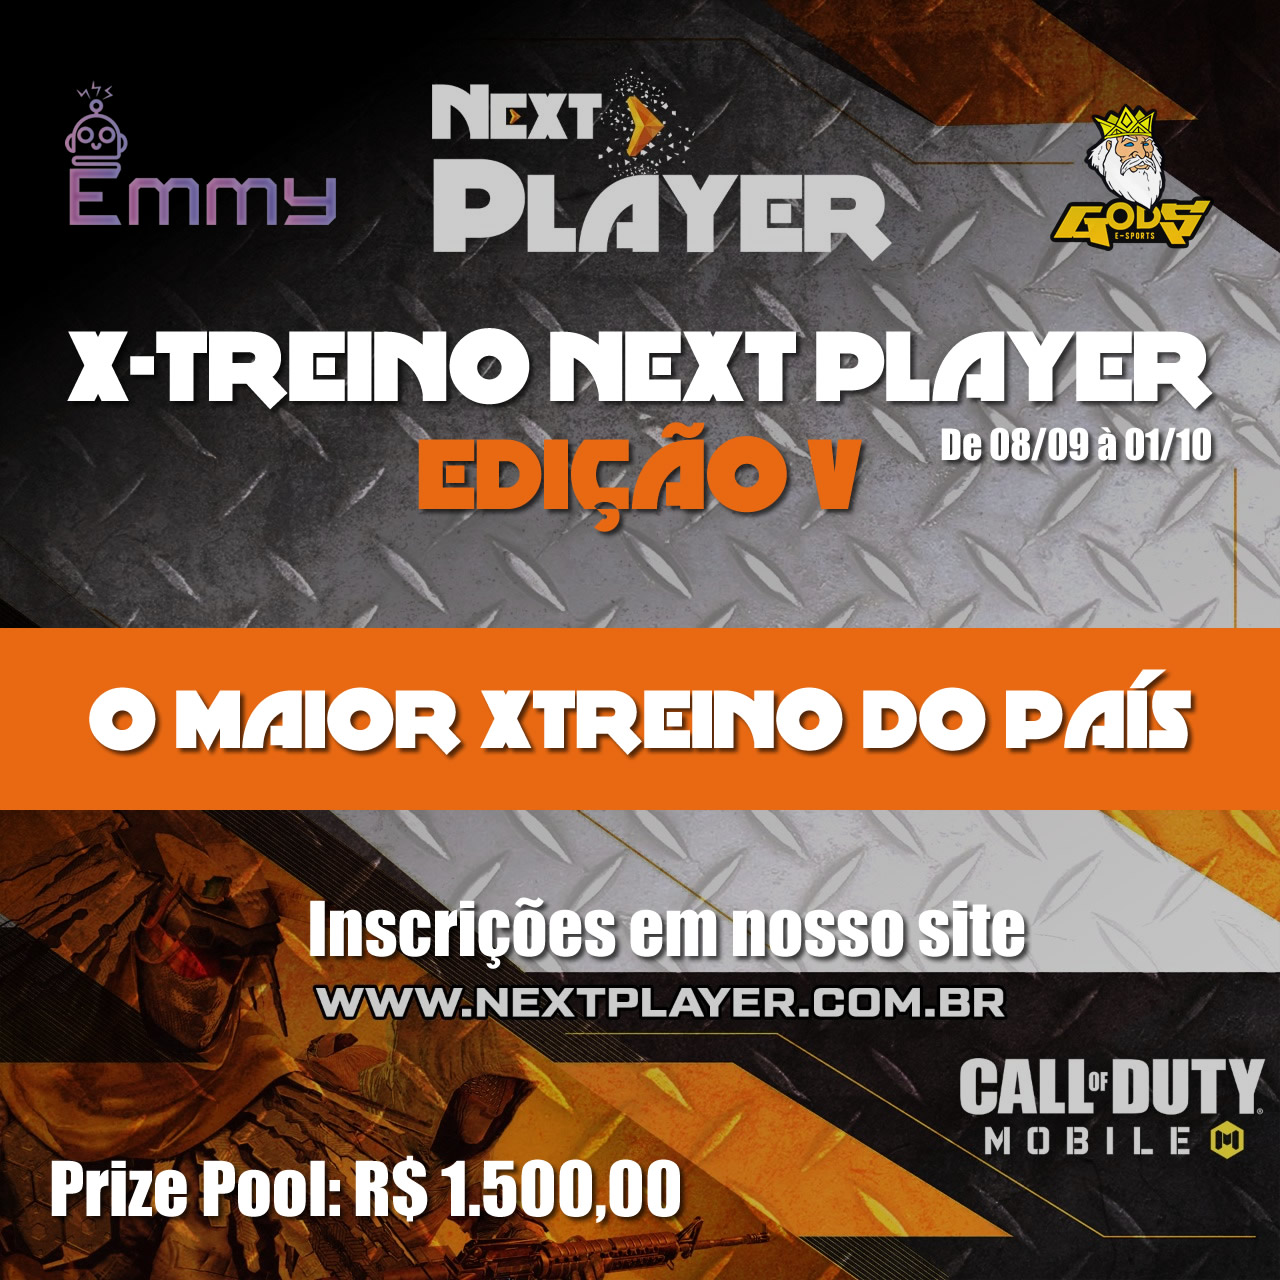 Emmy
NEXT
PLAYER
GODS
E-SPORTS
X-TREINO NEXT PLAYER
De 08/09 à 01/10
EDIÇÃO V
O MAIOR XTREINO DO PAÍS
Inscrições em nosso site
WWW.NEXTPLAYER.COM.BR
CALL OF DUTY
MOBILE
Prize Pool: R$ 1.500,00